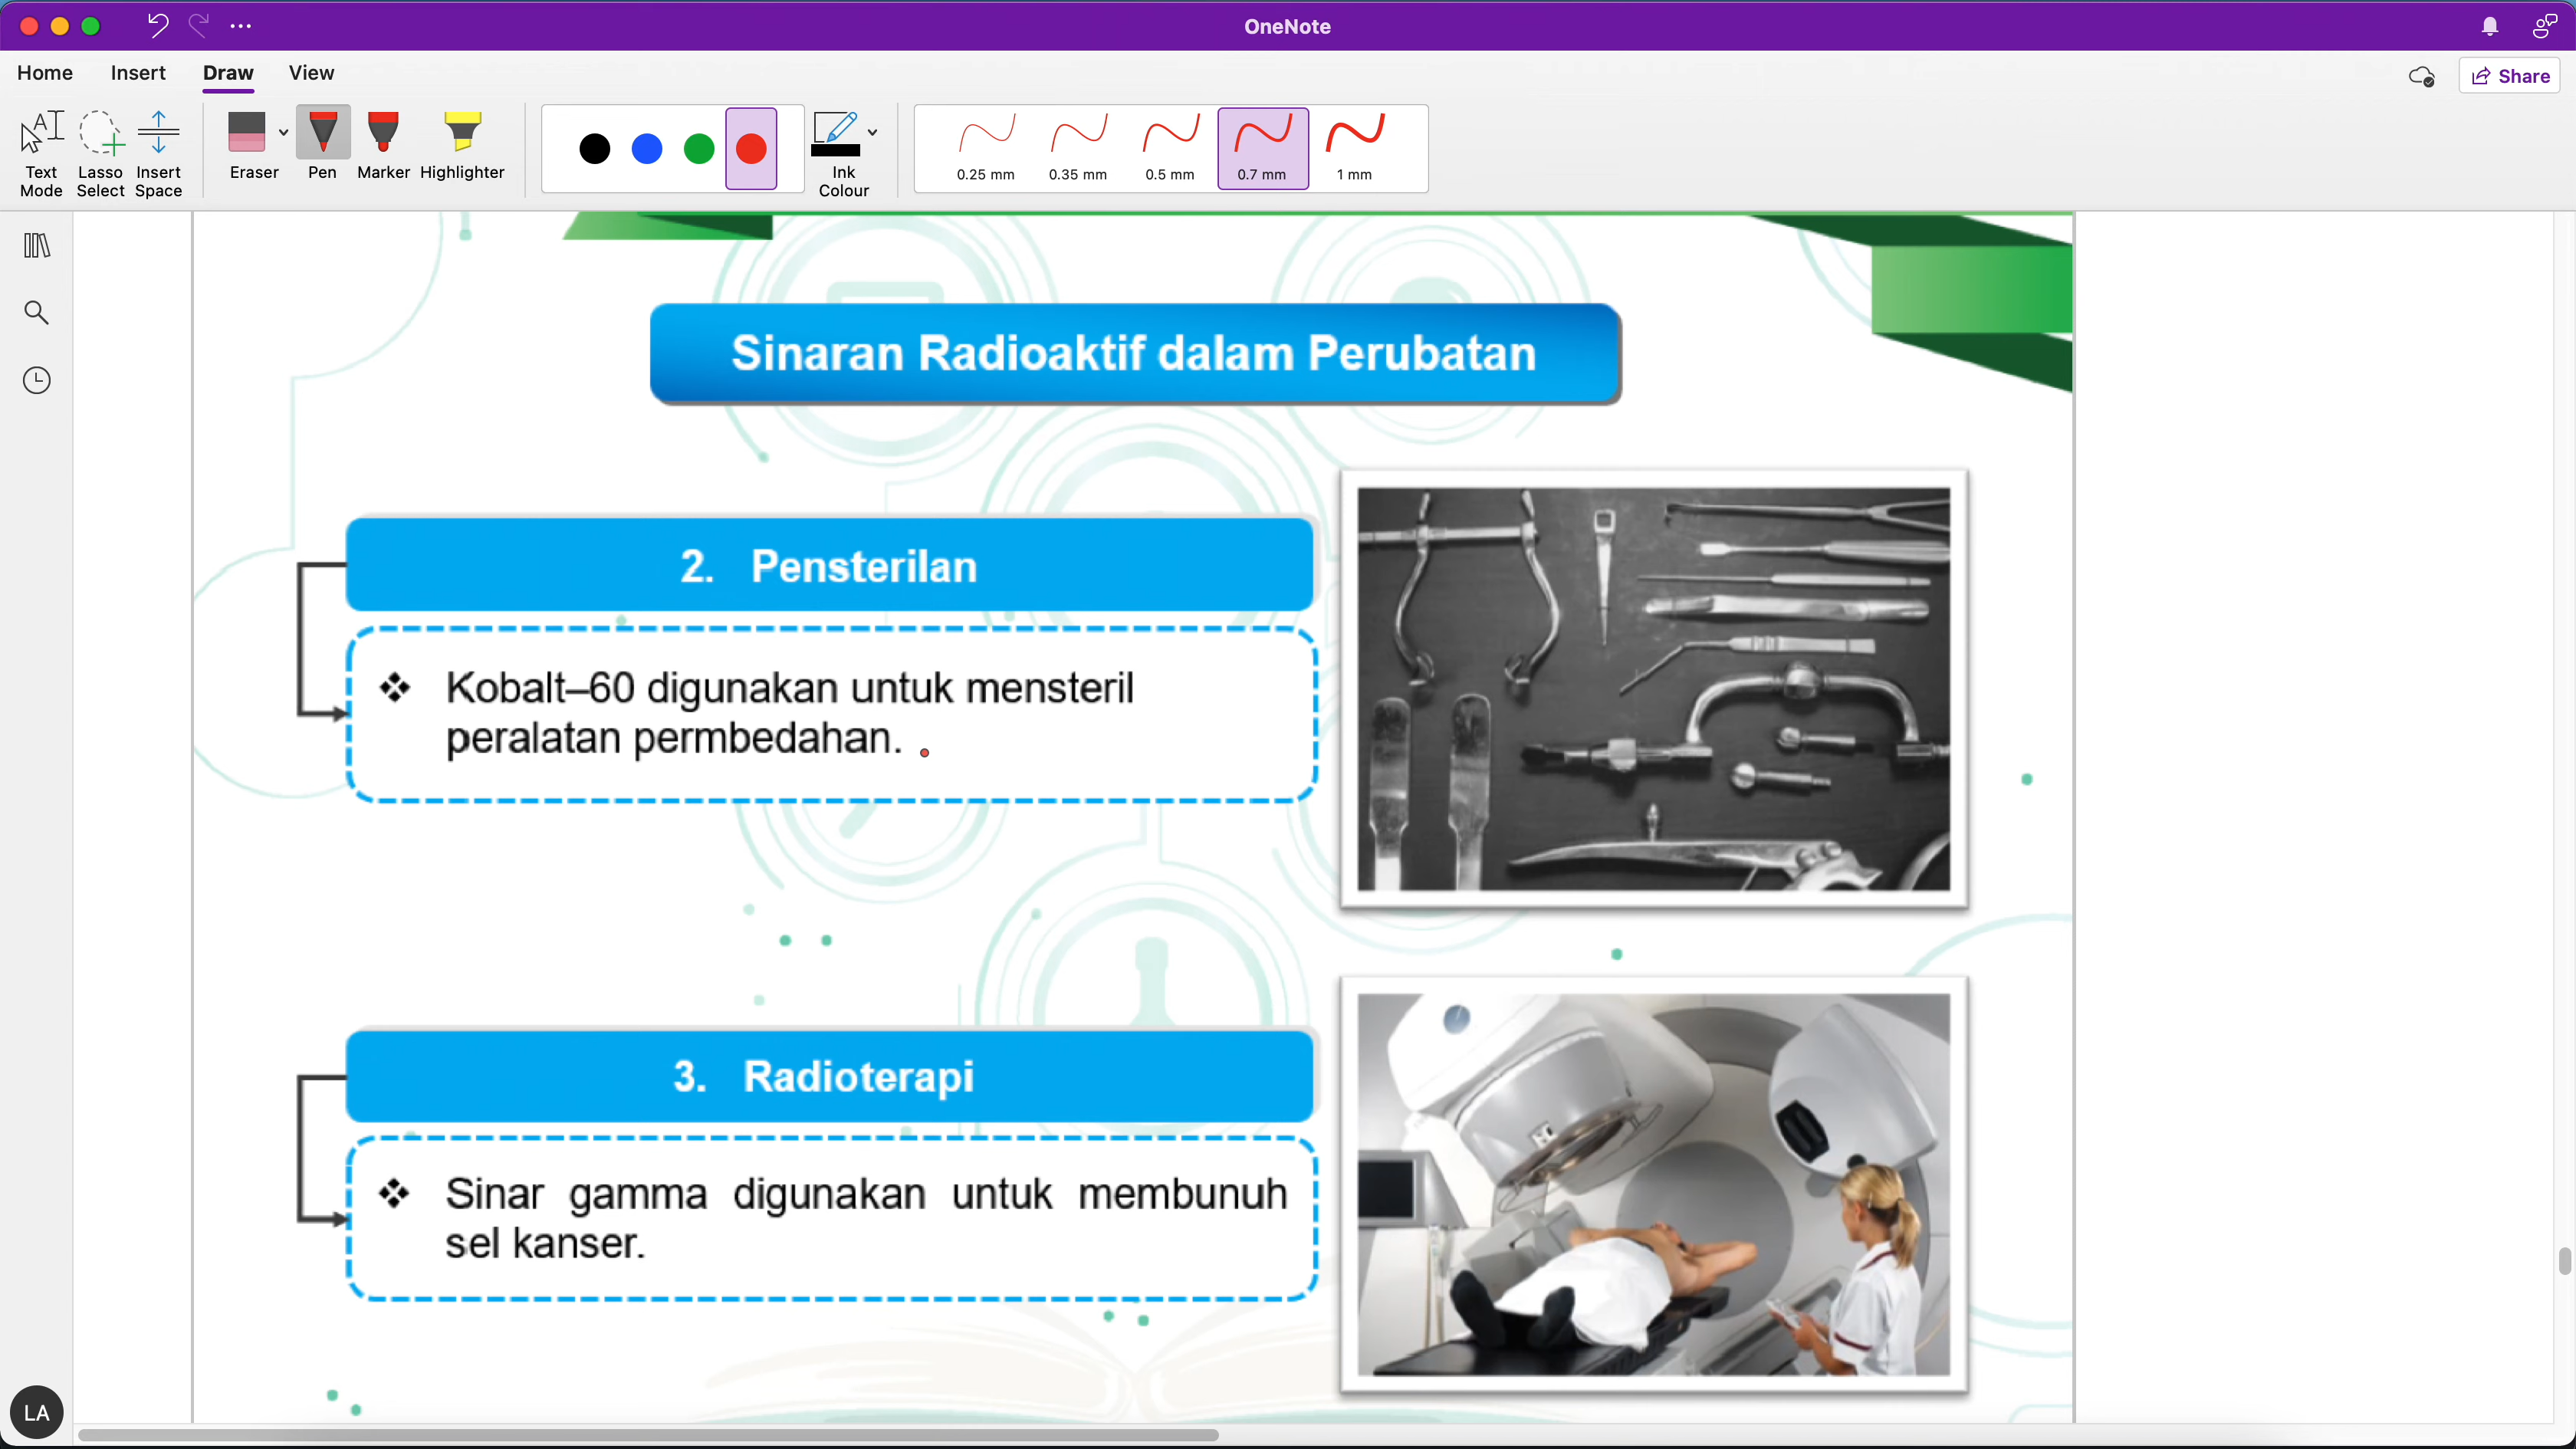 OneNote
Home Insert Draw View
Share
Text Mode
Lasso Select
Insert Space
Eraser
Pen
Marker
Highlighter
Ink Colour
0.25 mm
0.35 mm
0.5 mm
0.7 mm
1 mm
Sinaran Radioaktif dalam Perubatan
2. Pensterilan
Kobalt–60 digunakan untuk mensteril
peralatan permbedahan.
3. Radioterapi
Sinar gamma digunakan untuk membunuh
sel kanser.
LA